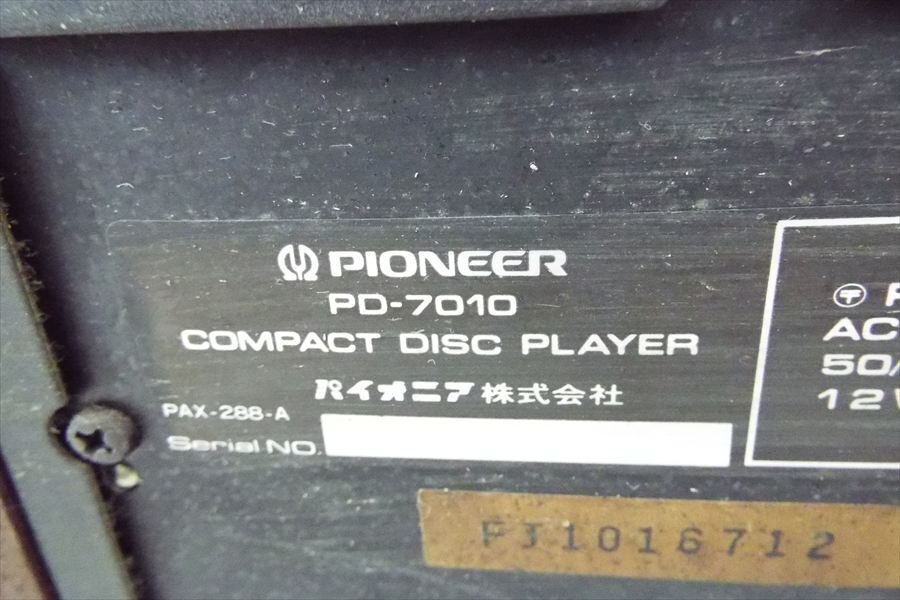 PIONEER
PD-7010
COMPACT DISC PLAYER
パイオニア株式会社
PAX-288-A
Serial NO.
〒
AC
50/
12
FJ1016712